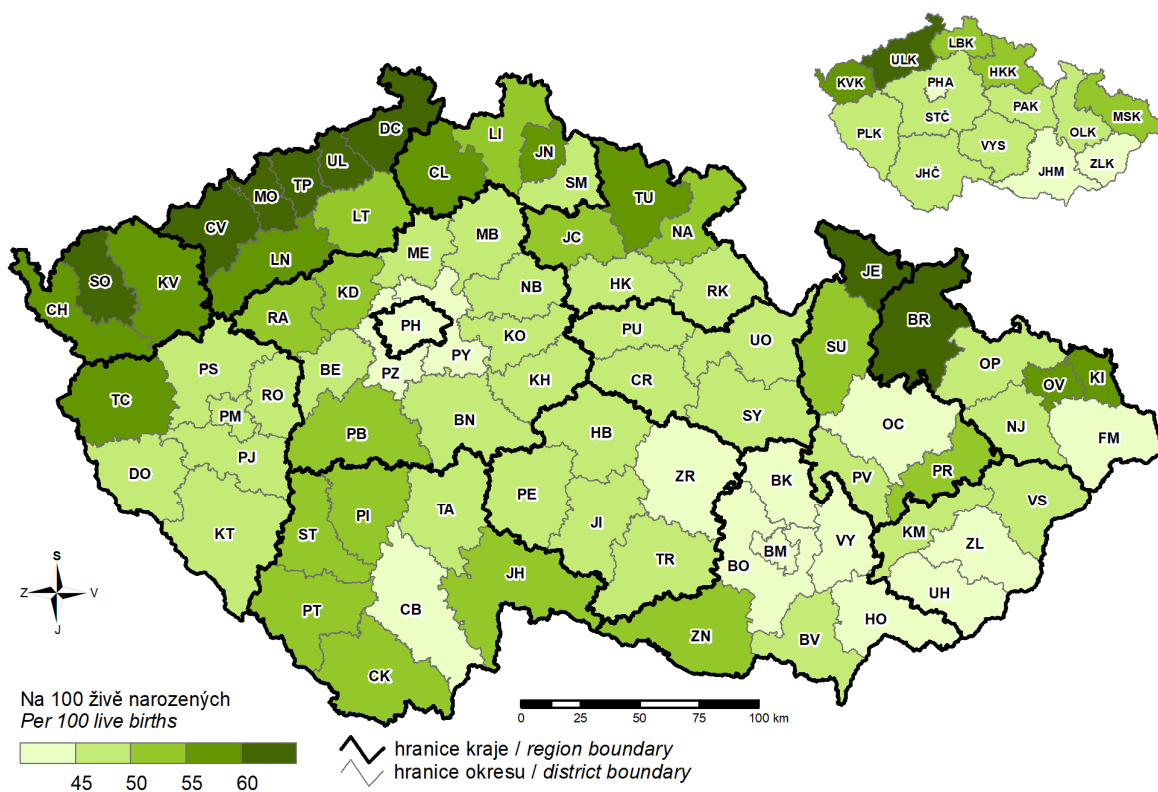 LBK
ULK
HKK
KVK
PHA
PAK
MSK
STČ
PLK
OLK
VYS
ZLK
JHM
JHČ
DC
LI
UL
JN
CL
TP
SM
MO
TU
LT
CV
NA
MB
JC
ME
LN
JE
SO
KV
HK
NB
RK
KD
CH
RA
BR
PH
PU
KO
UO
SU
PY
OP
BE
PS
PZ
KH
CR
OV
KI
RO
TC
PM
BN
SY
OC
NJ
PB
HB
FM
PJ
PR
DO
ZR
PV
BK
PE
VS
TA
PI
JI
KT
ST
KM
VY
ZL
BM
TR
BO
JH
UH
CB
PT
HO
ZN
BV
CK
S
Z
V
J
Na 100 živě narozených
Per 100 live births
45 50 55 60
0 25 50 75 100 km
hranice kraje / region boundary
hranice okresu / district boundary